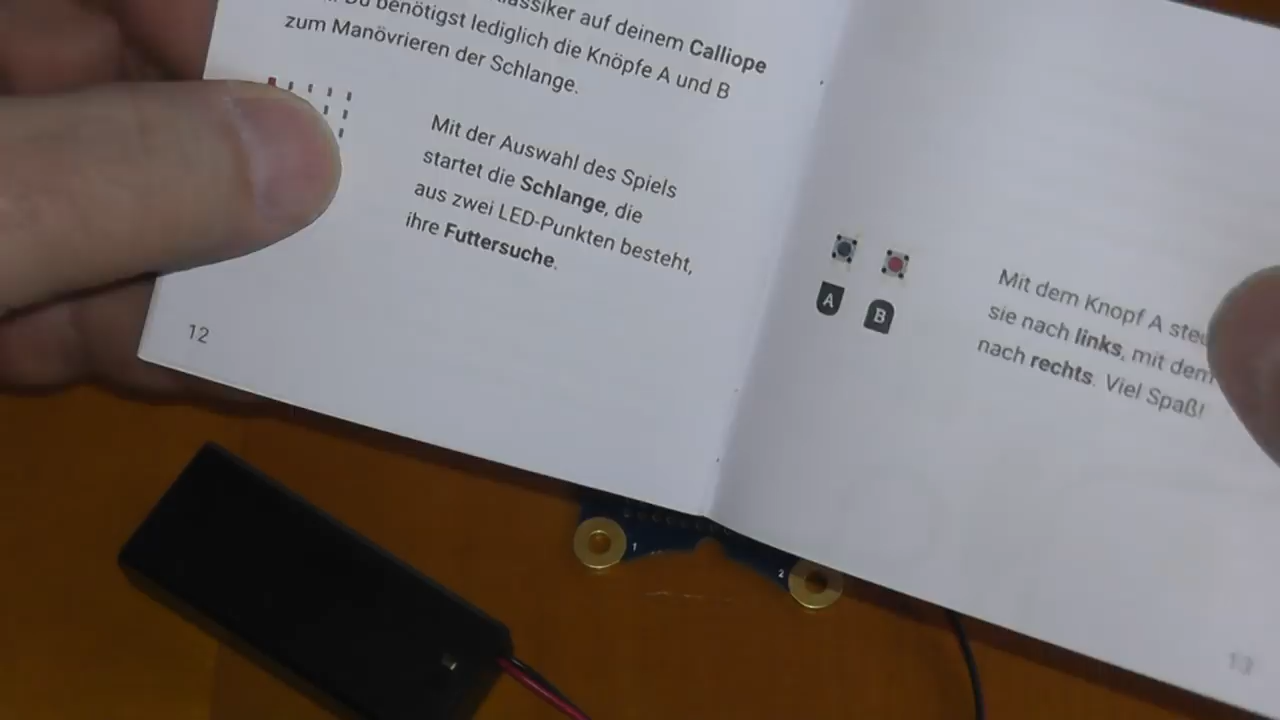 auf deinem Calliope
Du benötigst lediglich die Knöpfe A und B
zum Manövrieren der Schlange.
Mit der Auswahl des Spiels
startet die Schlange, die
aus zwei LED-Punkten besteht,
ihre Futtersuche.
12
A B
Mit dem Knopf A
sie nach links, mit dem
nach rechts. Viel Spaß!
13
1
2